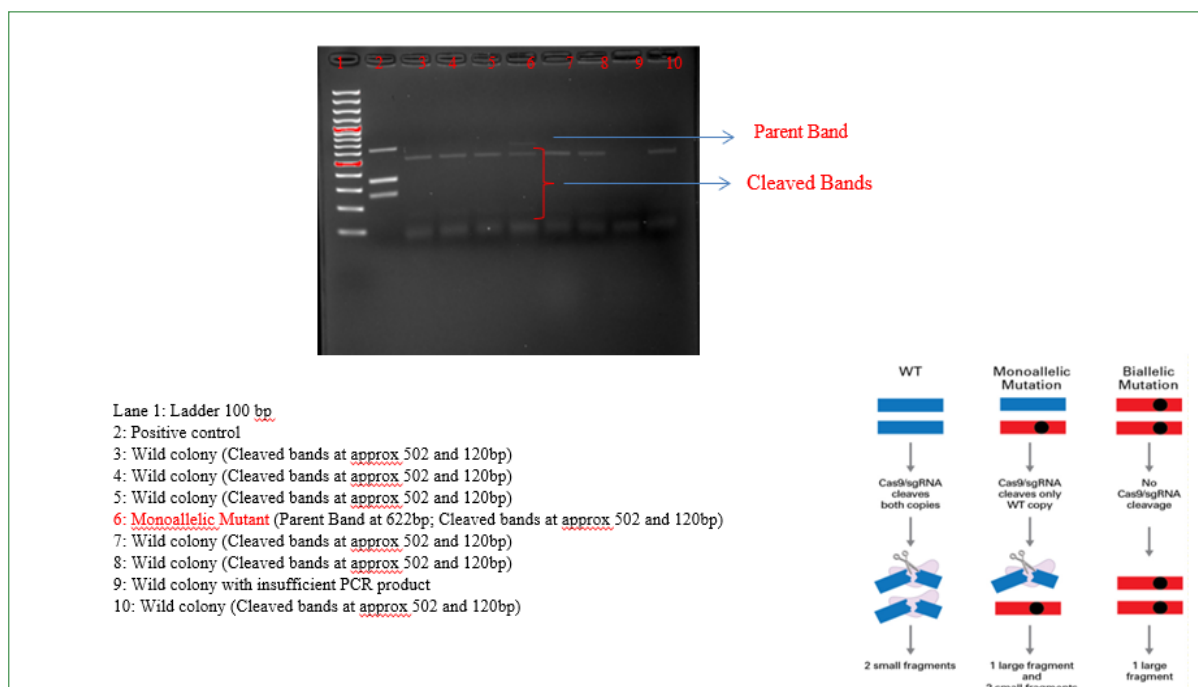 1 2 3 4 5 6 7 8 9 10
Parent Band
Cleaved Bands
Lane 1: Ladder 100 bp
2: Positive control
3: Wild colony (Cleaved bands at approx 502 and 120bp)
4: Wild colony (Cleaved bands at approx 502 and 120bp)
5: Wild colony (Cleaved bands at approx 502 and 120bp)
6: Monoallelic Mutant (Parent Band at 622bp; Cleaved bands at approx 502 and 120bp)
7: Wild colony (Cleaved bands at approx 502 and 120bp)
8: Wild colony (Cleaved bands at approx 502 and 120bp)
9: Wild colony with insufficient PCR product
10: Wild colony (Cleaved bands at approx 502 and 120bp)
WT
Monoallelic
Mutation
Biallelic
Mutation
Cas9/sgRNA
cleaves
both copies
Cas9/sgRNA
cleaves only
WT copy
No
Cas9/sgRNA
cleavage
2 small fragments
1 large fragment
and
2 small fragments
1 large
fragment